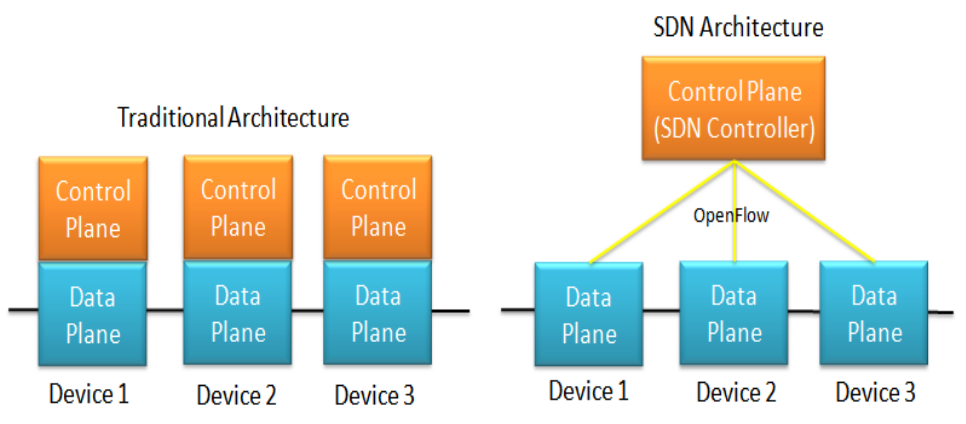 Traditional Architecture
Control
Plane
Control
Plane
Control
Plane
Data
Plane
Data
Plane
Data
Plane
Device 1
Device 2
Device 3
SDN Architecture
Control Plane
(SDN Controller)
OpenFlow
Data
Plane
Data
Plane
Data
Plane
Device 1
Device 2
Device 3